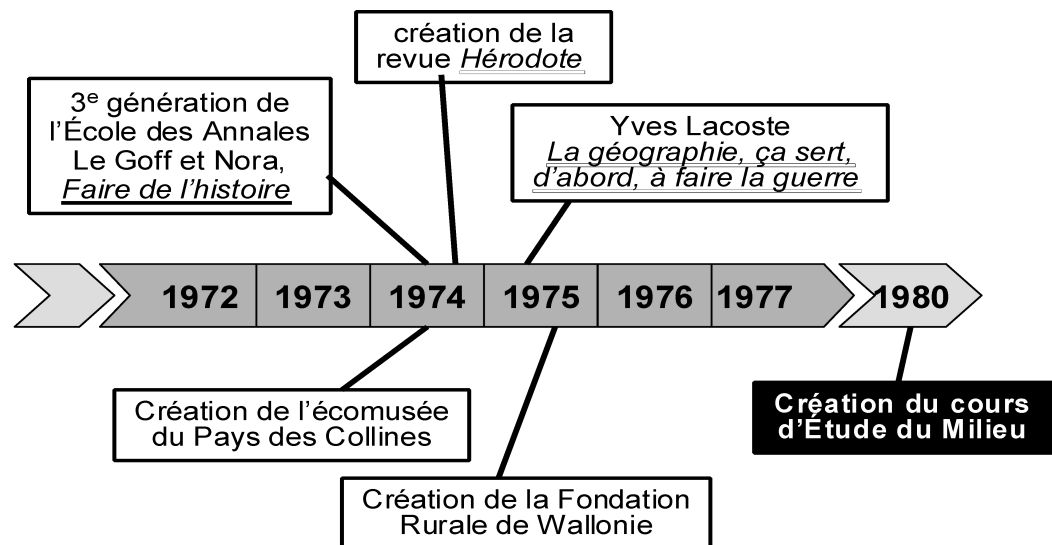 création de la
revue Hérodote
3e génération de
l'École des Annales
Le Goff et Nora,
Faire de l'histoire
Yves Lacoste
La géographie, ça sert,
d'abord, à faire la guerre
1972 1973 1974 1975 1976 1977 1980
Création de l'écomusée
du Pays des Collines
Création du cours
d'Étude du Milieu
Création de la Fondation
Rurale de Wallonie